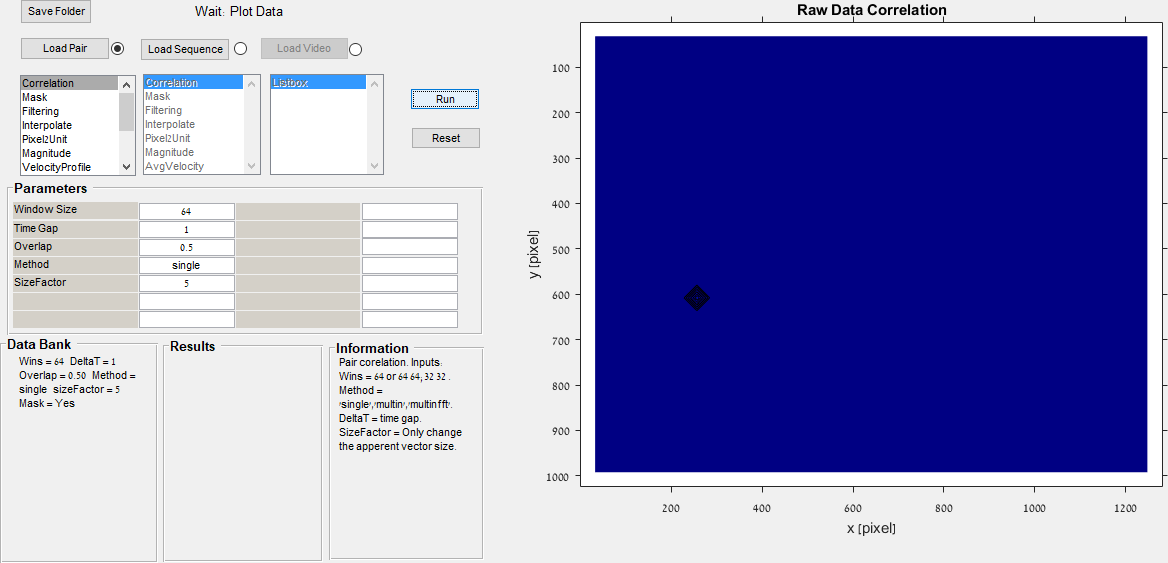 Save Folder
Wait: Plot Data
Load Pair
Load Sequence
Load Video
Correlation
Mask
Filtering
Interpolate
Pixel2Unit
Magnitude
VelocityProfile
Correlation
Mask
Filtering
Interpolate
Pixel2Unit
Magnitude
AvgVelocity
Listbox
Run
Reset
Parameters
Window Size 64
Time Gap 1
Overlap 0.5
Method single
SizeFactor 5
Data Bank
Wins = 64 DeltaT = 1
Overlap = 0.50 Method =
single sizeFactor = 5
Mask = Yes
Results
Information
Pair corelation. Inputs:
Wins = 64 or 64 64, 32 32 .
Method =
'single','multin','multinfft'.
DeltaT = time gap.
SizeFactor = Only change
the apperent vector size.
Raw Data Correlation
y [pixel]
100
200
300
400
500
600
700
800
900
1000
200 400 600 800 1000 1200
x [pixel]